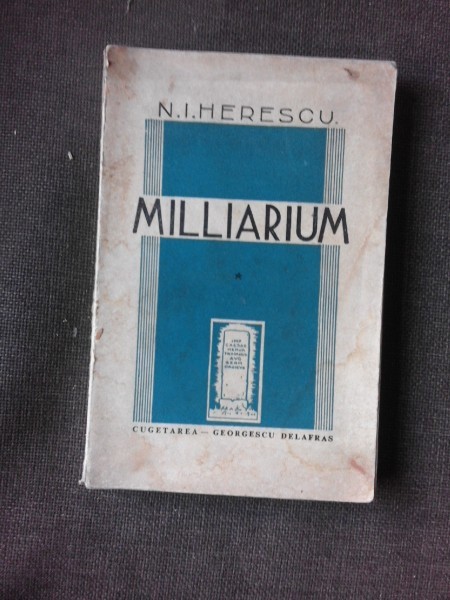 N.I.HERESCU.
MILLIARIUM
*
CUGETAREA — GEORGESCU DELAFRAS